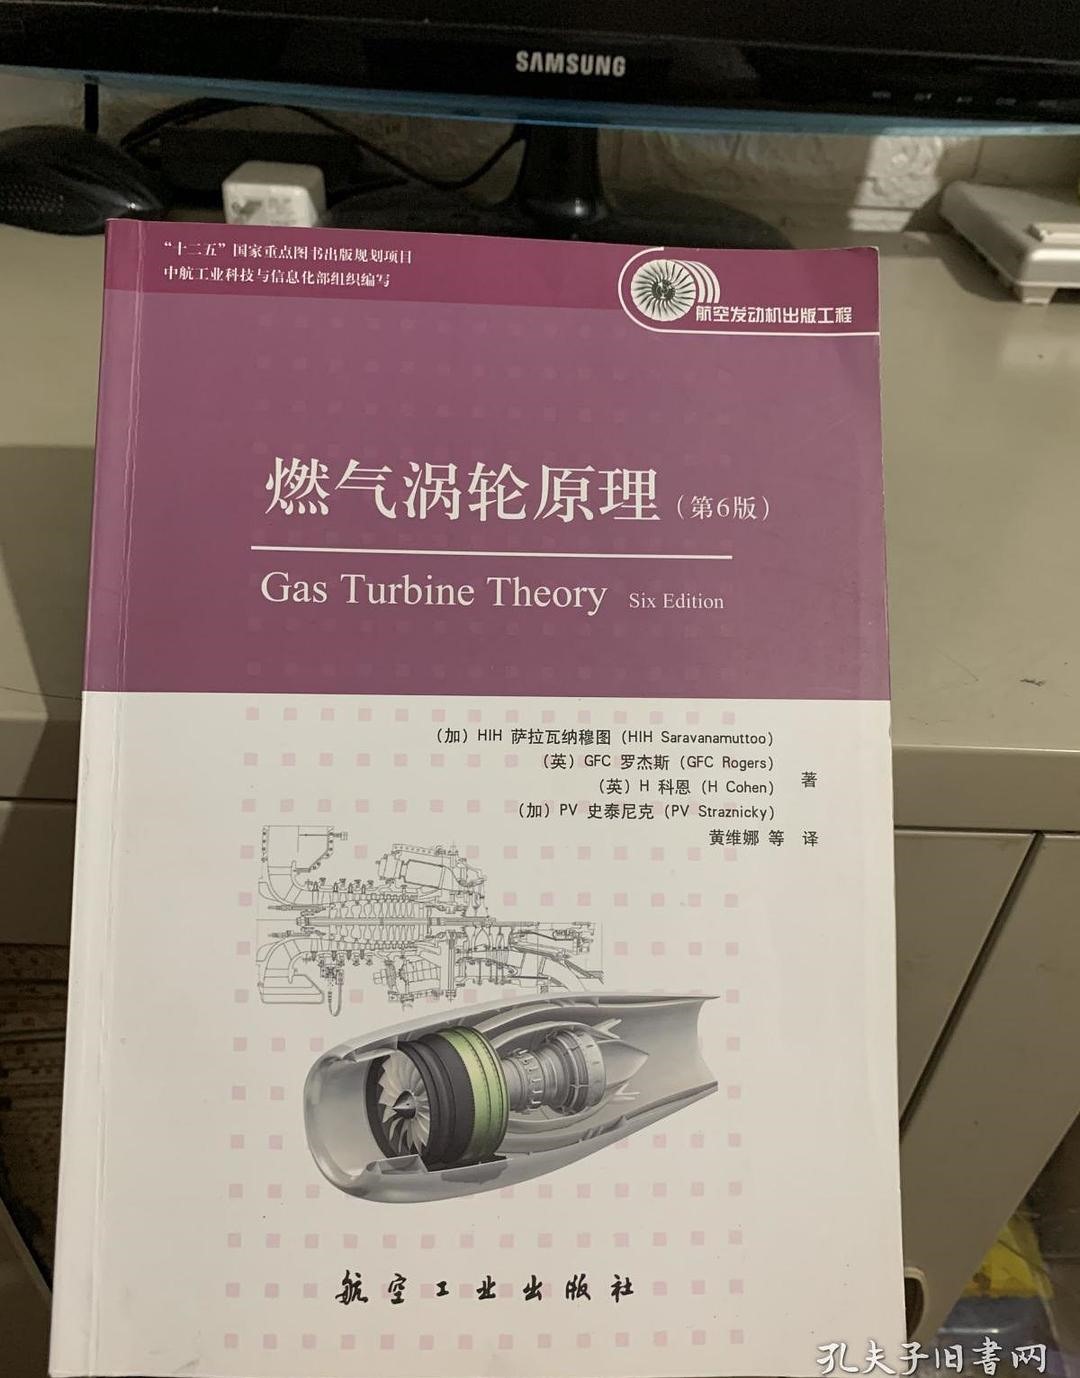 SAMSUNG
“十二五”国家重点图书出版规划项目
中航工业科技与信息化部组织编写
航空发动机出版工程
燃气涡轮原理（第6版）
Gas Turbine Theory Six Edition
（加）HIH 萨拉瓦纳穆图（HIH Saravanamuttoo）
（英）GFC 罗杰斯（GFC Rogers）
（英）H 科恩（H Cohen）
著
（加）PV 史泰尼克（PV Straznicky）
黄维娜 等 译
航空工业出版社
孔夫子旧书网